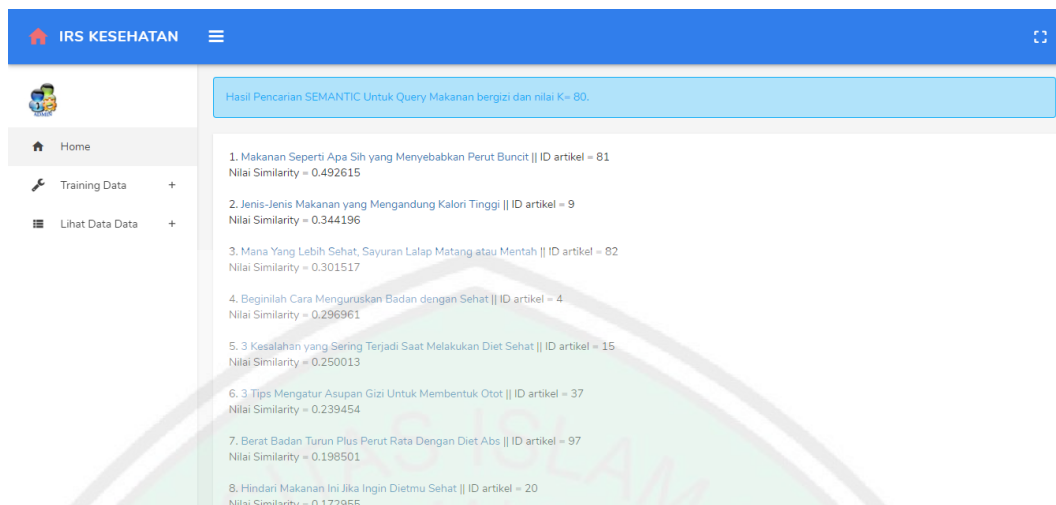 IRS KESEHATAN
ADMIN
Home
Training Data +
Lihat Data Data +
Hasil Pencarian SEMANTIC Untuk Query Makanan bergizi dan nilai K= 80.
1. Makanan Seperti Apa Sih yang Menyebabkan Perut Buncit || ID artikel = 81
Nilai Similarity = 0.492615
2. Jenis-Jenis Makanan yang Mengandung Kalori Tinggi || ID artikel = 9
Nilai Similarity = 0.344196
3. Mana Yang Lebih Sehat, Sayuran Lalap Matang atau Mentah || ID artikel = 82
Nilai Similarity = 0.301517
4. Beginilah Cara Menguruskan Badan dengan Sehat || ID artikel = 4
Nilai Similarity = 0.296961
5. 3 Kesalahan yang Sering Terjadi Saat Melakukan Diet Sehat || ID artikel = 15
Nilai Similarity = 0.250013
6. 3 Tips Mengatur Asupan Gizi Untuk Membentuk Otot || ID artikel = 37
Nilai Similarity = 0.239454
7. Berat Badan Turun Plus Perut Rata Dengan Diet Abs || ID artikel = 97
Nilai Similarity = 0.198501
8. Hindari Makanan Ini Jika Ingin Dietmu Sehat || ID artikel = 20
Nilai Similarity = 0.172955
TAS ISLAM